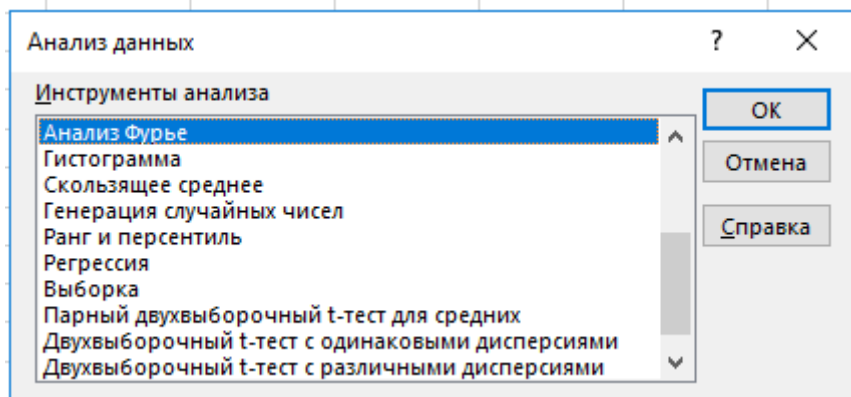 Анализ данных ?
Инструменты анализа
Анализ Фурье
Гистограмма
Скользящее среднее
Генерация случайных чисел
Ранг и персентиль
Регрессия
Выборка
Парный двухвыборочный t-тест для средних
Двухвыборочный t-тест с одинаковыми дисперсиями
Двухвыборочный t-тест с различными дисперсиями
ОК
Отмена
Справка